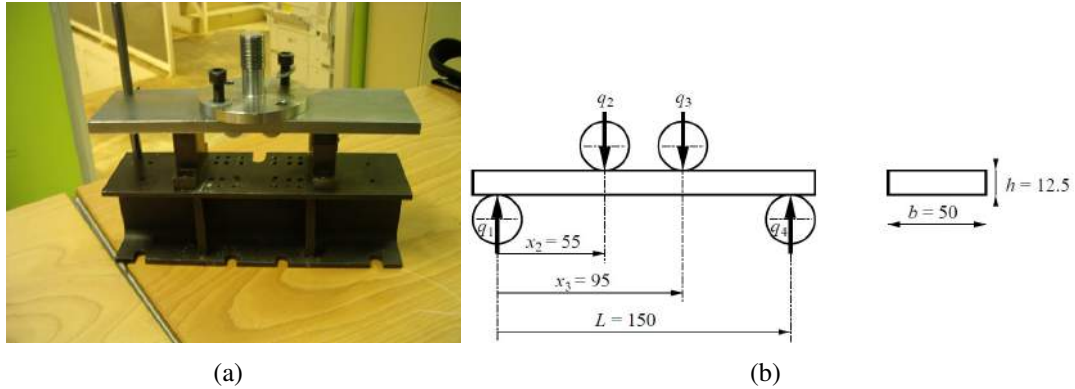 q2 q3
q1 q4
h = 12.5
b = 50
x2 = 55
x3 = 95
L = 150
(a) (b)